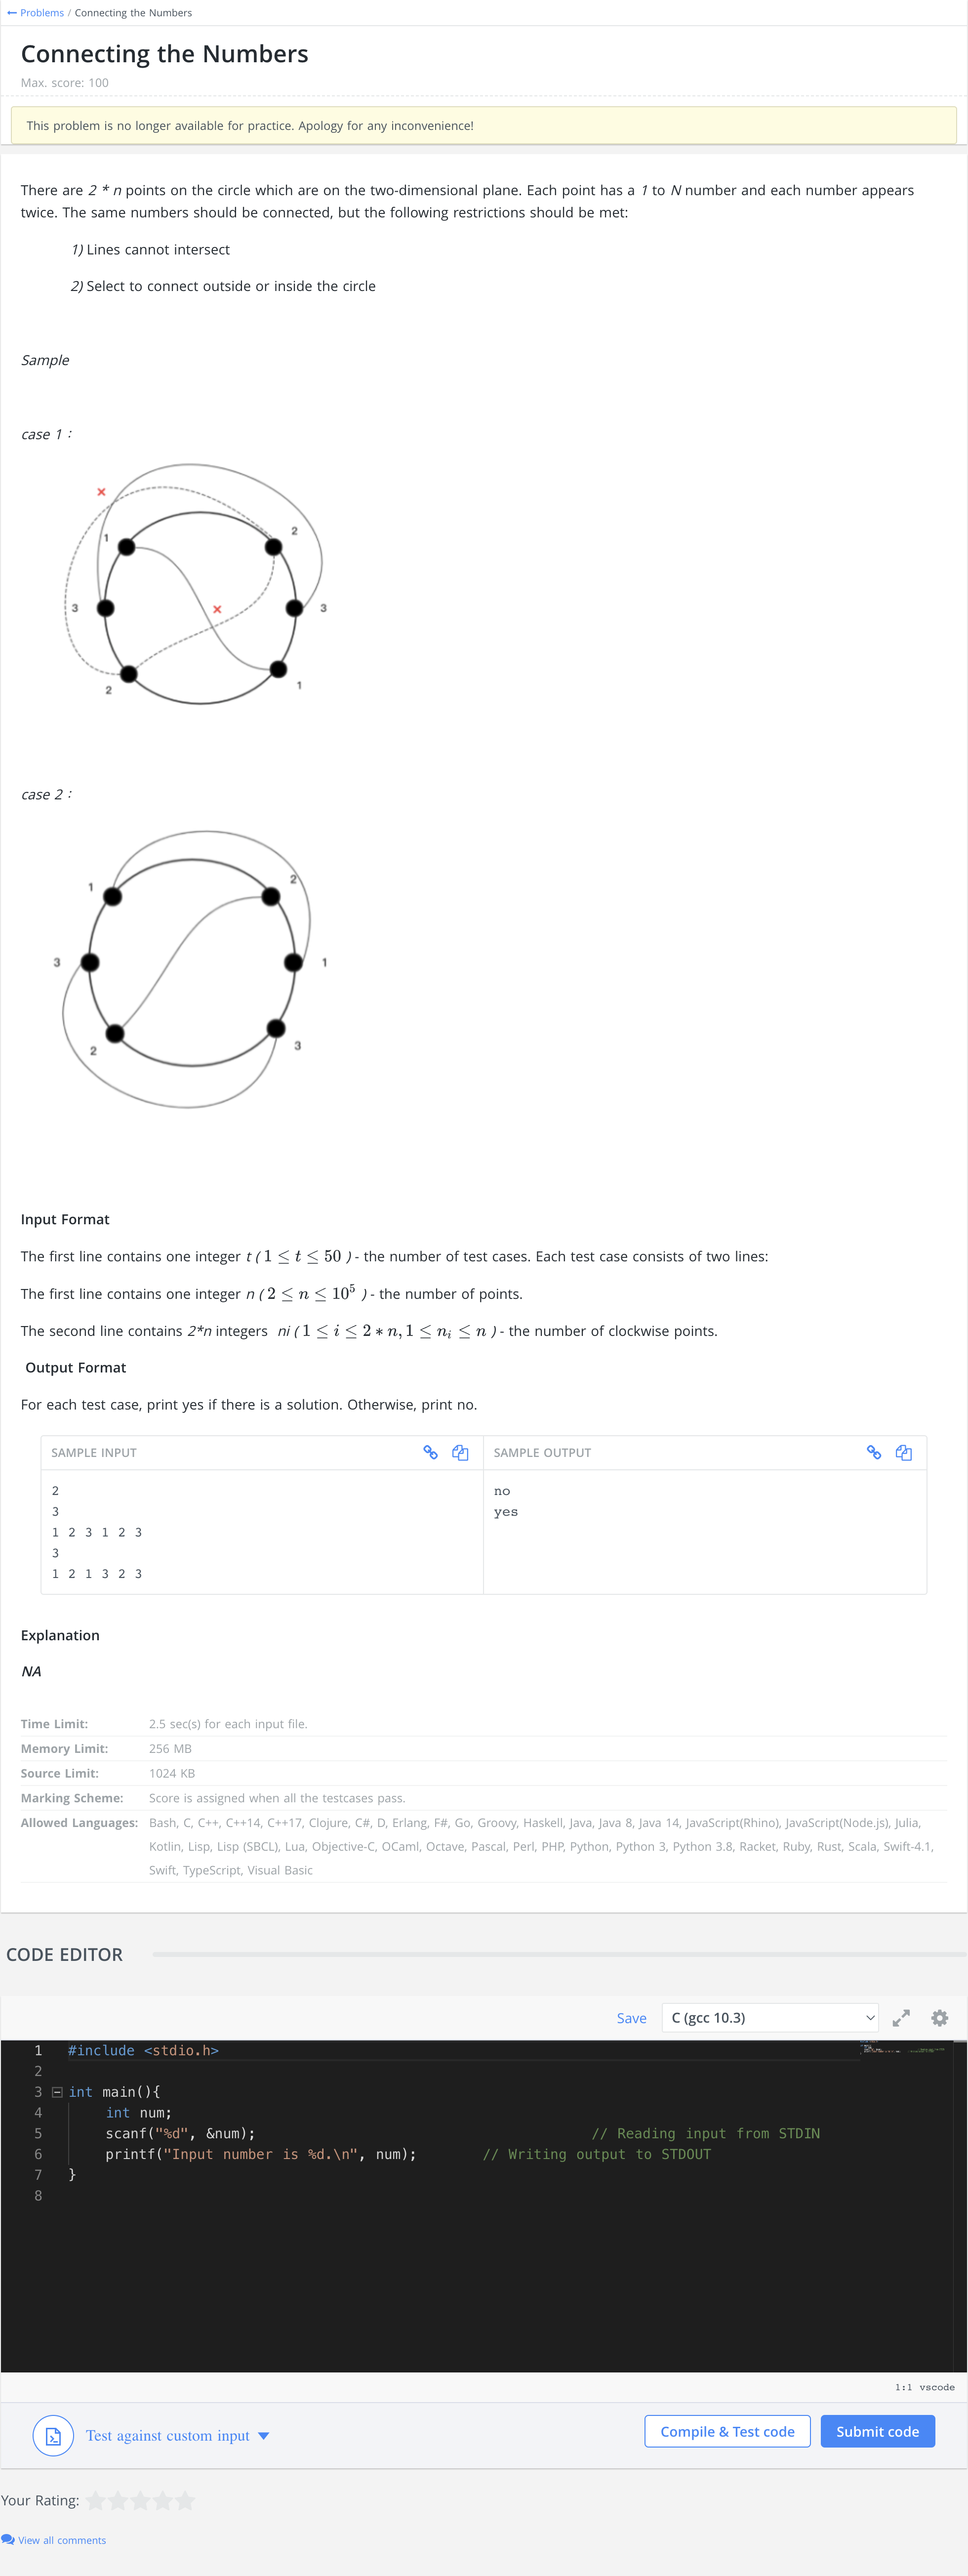 ← Problems / Connecting the Numbers
Connecting the Numbers
Max. score: 100
This problem is no longer available for practice. Apology for any inconvenience!
There are 2 * n points on the circle which are on the two-dimensional plane. Each point has a 1 to N number and each number appears
twice. The same numbers should be connected, but the following restrictions should be met:
1) Lines cannot intersect
2) Select to connect outside or inside the circle
Sample
case 1：
×
1
2
3
×
3
2
1
case 2：
1
2
3
1
2
3
Input Format
The first line contains one integer t ( 1 ≤ t ≤ 50 ) - the number of test cases. Each test case consists of two lines:
The first line contains one integer n ( 2 ≤ n ≤ 10^5 ) - the number of points.
The second line contains 2*n integers ni ( 1 ≤ i ≤ 2 ∗ n, 1 ≤ n_i ≤ n ) - the number of clockwise points.
Output Format
For each test case, print yes if there is a solution. Otherwise, print no.
SAMPLE INPUT
2
3
1 2 3 1 2 3
3
1 2 1 3 2 3
SAMPLE OUTPUT
no
yes
Explanation
NA
Time Limit: 2.5 sec(s) for each input file.
Memory Limit: 256 MB
Source Limit: 1024 KB
Marking Scheme: Score is assigned when all the testcases pass.
Allowed Languages: Bash, C, C++, C++14, C++17, Clojure, C#, D, Erlang, F#, Go, Groovy, Haskell, Java, Java 8, Java 14, JavaScript(Rhino), JavaScript(Node.js), Julia,
Kotlin, Lisp, Lisp (SBCL), Lua, Objective-C, OCaml, Octave, Pascal, Perl, PHP, Python, Python 3, Python 3.8, Racket, Ruby, Rust, Scala, Swift-4.1,
Swift, TypeScript, Visual Basic
CODE EDITOR
Save C (gcc 10.3)
1 #include <stdio.h>
2
3 int main(){
4 int num;
5 scanf("%d", &num); // Reading input from STDIN
6 printf("Input number is %d.\n", num); // Writing output to STDOUT
7 }
8
1:1 vscode
Test against custom input
Compile & Test code
Submit code
Your Rating:
View all comments